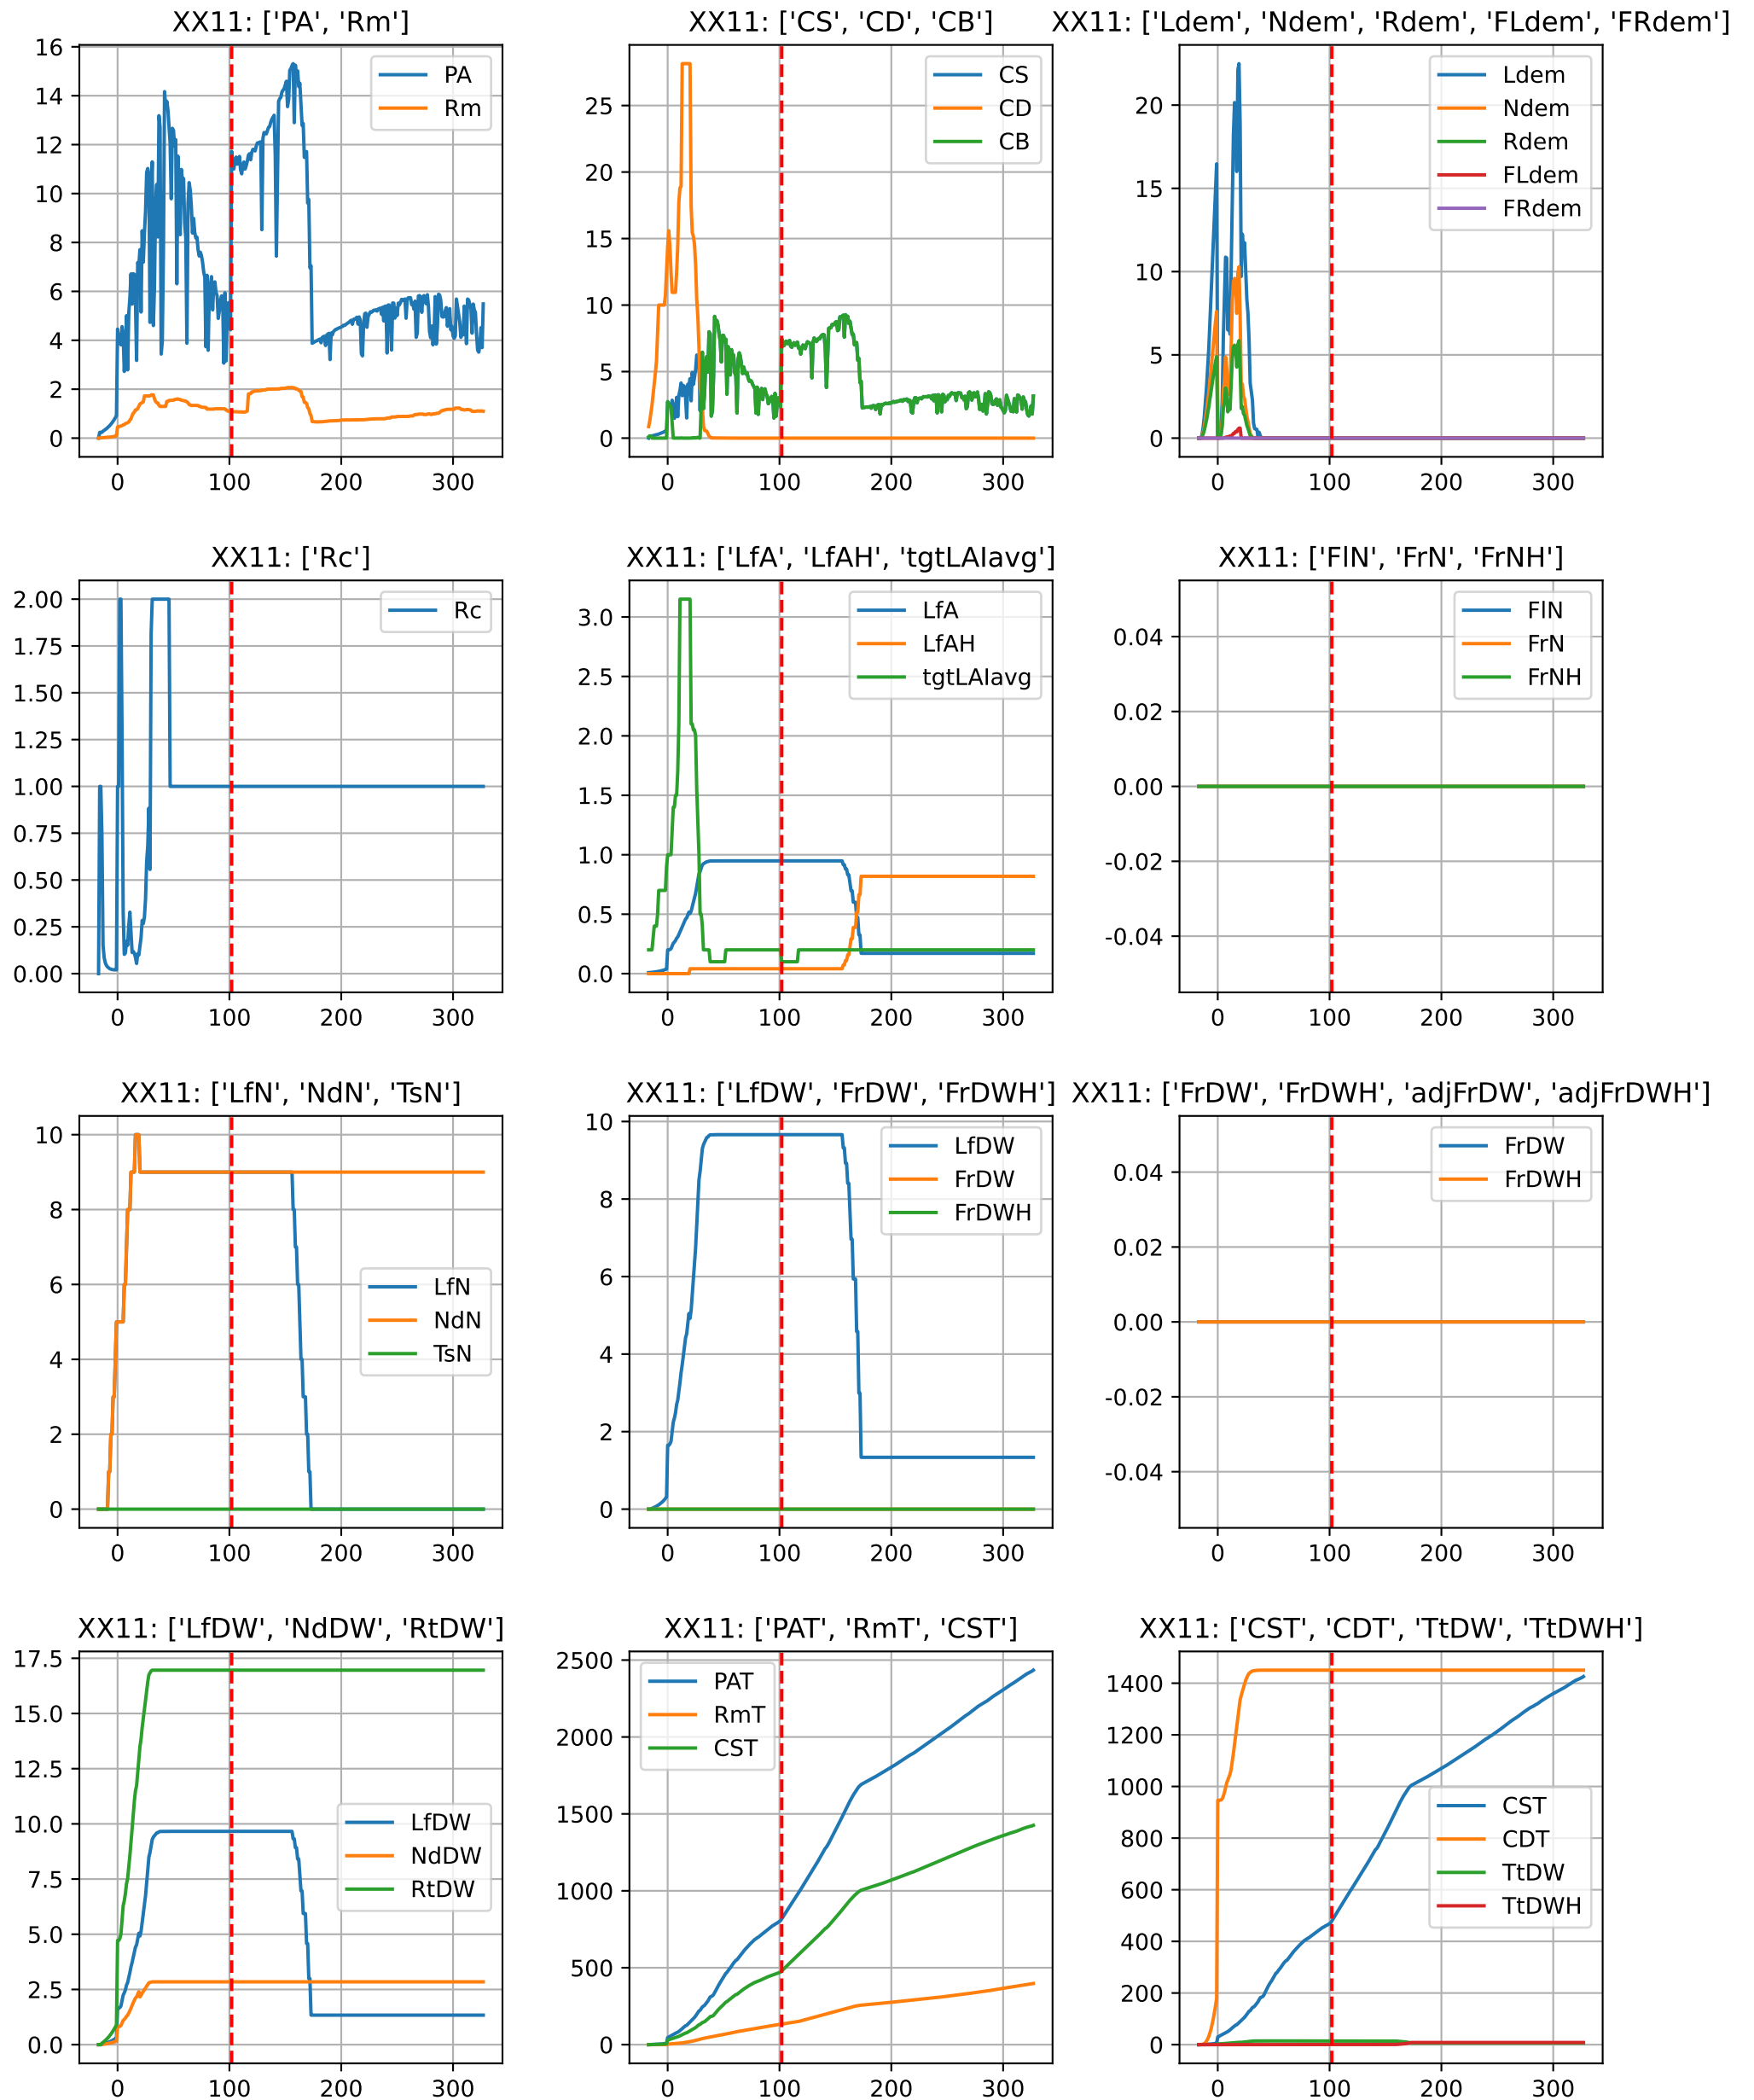 XX11: ['PA', 'Rm']
16
14
12
10
8
6
4
2
0
0 100 200 300
PA
Rm
XX11: ['CS', 'CD', 'CB']
25
20
15
10
5
0
0 100 200 300
CS
CD
CB
XX11: ['Ldem', 'Ndem', 'Rdem', 'FLdem', 'FRdem']
20
15
10
5
0
0 100 200 300
Ldem
Ndem
Rdem
FLdem
FRdem
XX11: ['Rc']
2.00
1.75
1.50
1.25
1.00
0.75
0.50
0.25
0.00
0 100 200 300
Rc
XX11: ['LfA', 'LfAH', 'tgtLAIavg']
3.0
2.5
2.0
1.5
1.0
0.5
0.0
0 100 200 300
LfA
LfAH
tgtLAIavg
XX11: ['FlN', 'FrN', 'FrNH']
0.04
0.02
0.00
-0.02
-0.04
0 100 200 300
FlN
FrN
FrNH
XX11: ['LfN', 'NdN', 'TsN']
10
8
6
4
2
0
0 100 200 300
LfN
NdN
TsN
XX11: ['LfDW', 'FrDW', 'FrDWH']
10
8
6
4
2
0
0 100 200 300
LfDW
FrDW
FrDWH
XX11: ['FrDW', 'FrDWH', 'adjFrDW', 'adjFrDWH']
0.04
0.02
0.00
-0.02
-0.04
0 100 200 300
FrDW
FrDWH
XX11: ['LfDW', 'NdDW', 'RtDW']
17.5
15.0
12.5
10.0
7.5
5.0
2.5
0.0
0 100 200 300
LfDW
NdDW
RtDW
XX11: ['PAT', 'RmT', 'CST']
2500
2000
1500
1000
500
0
0 100 200 300
PAT
RmT
CST
XX11: ['CST', 'CDT', 'TtDW', 'TtDWH']
1400
1200
1000
800
600
400
200
0
0 100 200 300
CST
CDT
TtDW
TtDWH